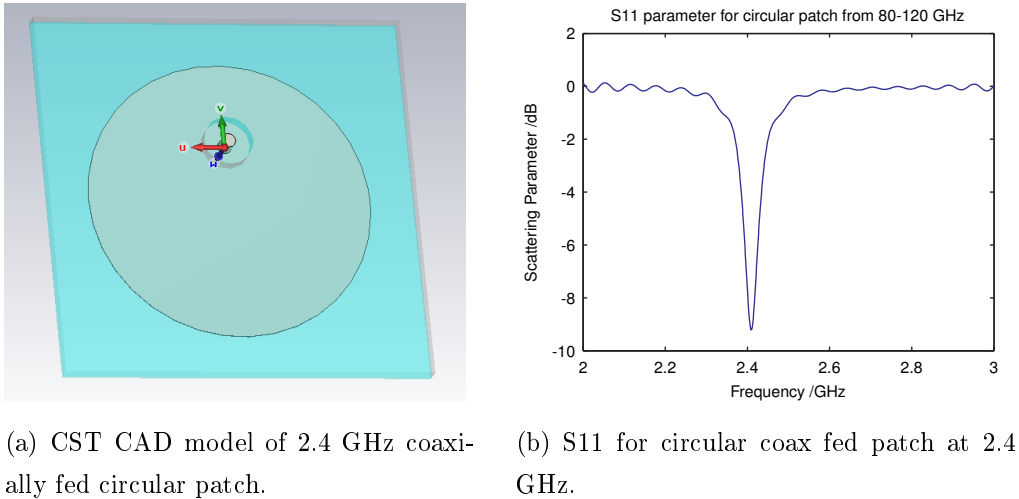 v
u
w
(a) CST CAD model of 2.4 GHz coaxi-
ally fed circular patch.
S11 parameter for circular patch from 80-120 GHz
Scattering Parameter /dB
2
0
-2
-4
-6
-8
-10
2 2.2 2.4 2.6 2.8 3
Frequency /GHz
(b) S11 for circular coax fed patch at 2.4
GHz.